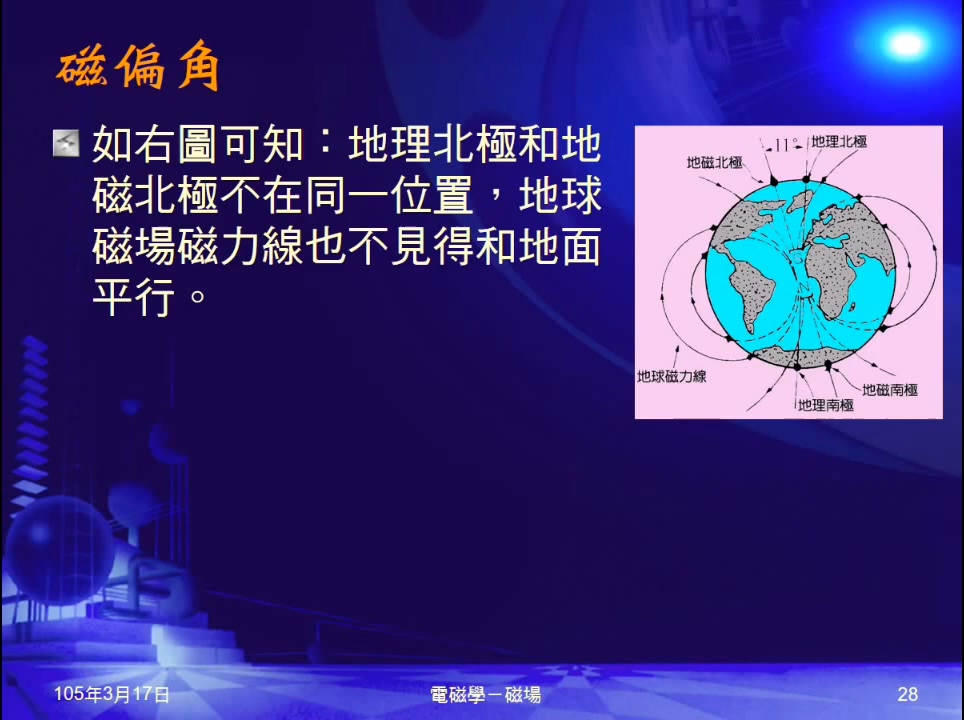 磁偏角
如右圖可知：地理北極和地
磁北極不在同一位置，地球
磁場磁力線也不見得和地面
平行。
11°
地理北極
地磁北極
地球磁力線
地磁南極
地理南極
105年3月17日
電磁學－磁場
28